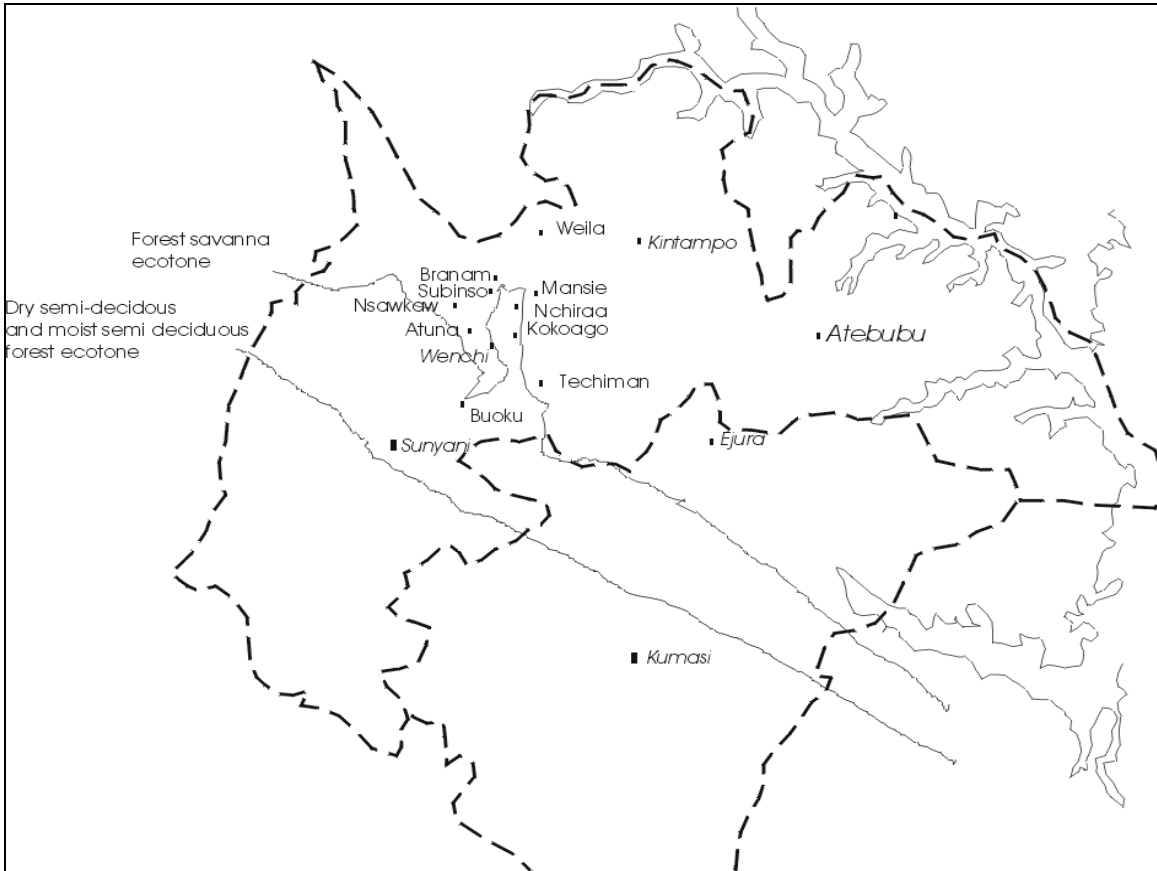 Weila
Forest savanna
ecotone
Kintampo
Branam
Subinso
Mansie
Nsawkaw
Nchiraa
Dry semi-decidous
and moist semi deciduous
forest ecotone
Atuna
Kokoago
Atebubu
Wenchi
Techiman
Buoku
Sunyani
Ejura
Kumasi